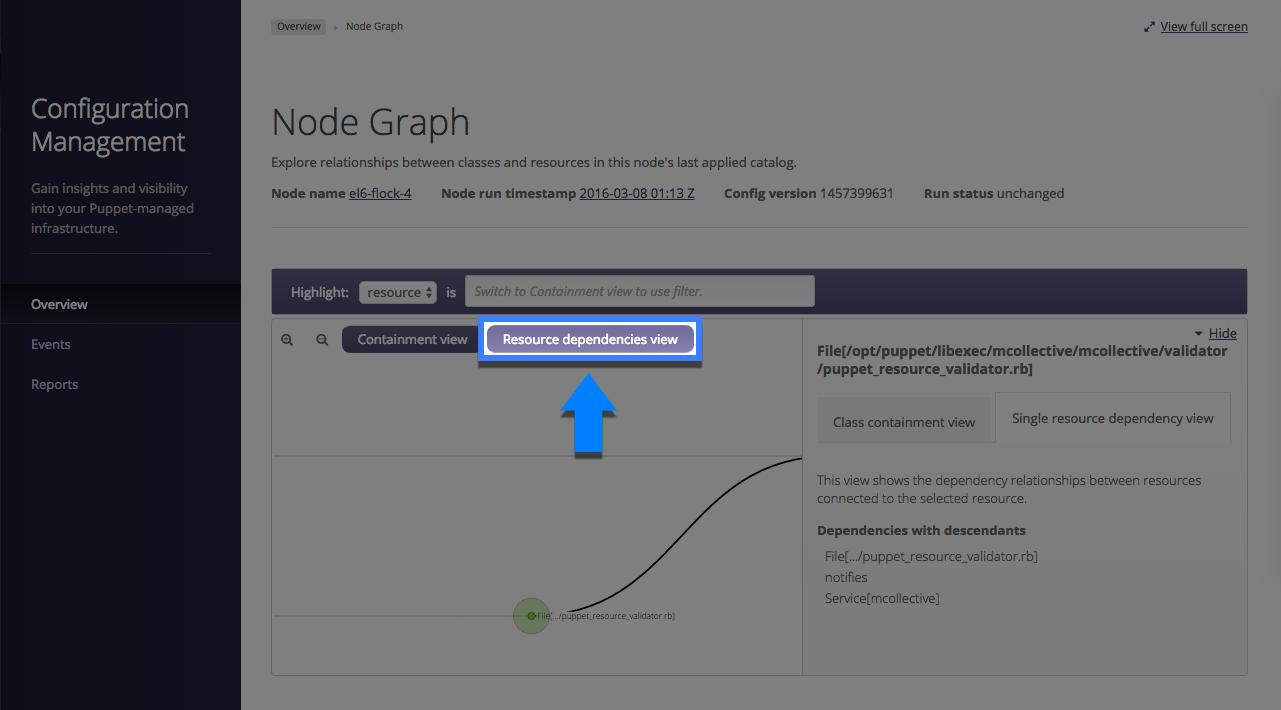 Overview ▸ Node Graph
View full screen
Configuration
Management
Gain insights and visibility
into your Puppet-managed
infrastructure.
Overview
Events
Reports
Node Graph
Explore relationships between classes and resources in this node's last applied catalog.
Node name el6-flock-4 Node run timestamp 2016-03-08 01:13 Z Config version 1457399631 Run status unchanged
Highlight: resource is Switch to Containment view to use filter.
Containment view Resource dependencies view
File[.../puppet_resource_validator.rb]
Hide
File[/opt/puppet/libexec/mcollective/mcollective/validator
/puppet_resource_validator.rb]
Class containment view Single resource dependency view
This view shows the dependency relationships between resources
connected to the selected resource.
Dependencies with descendants
File[.../puppet_resource_validator.rb]
notifies
Service[mcollective]